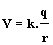 V = k. q/r